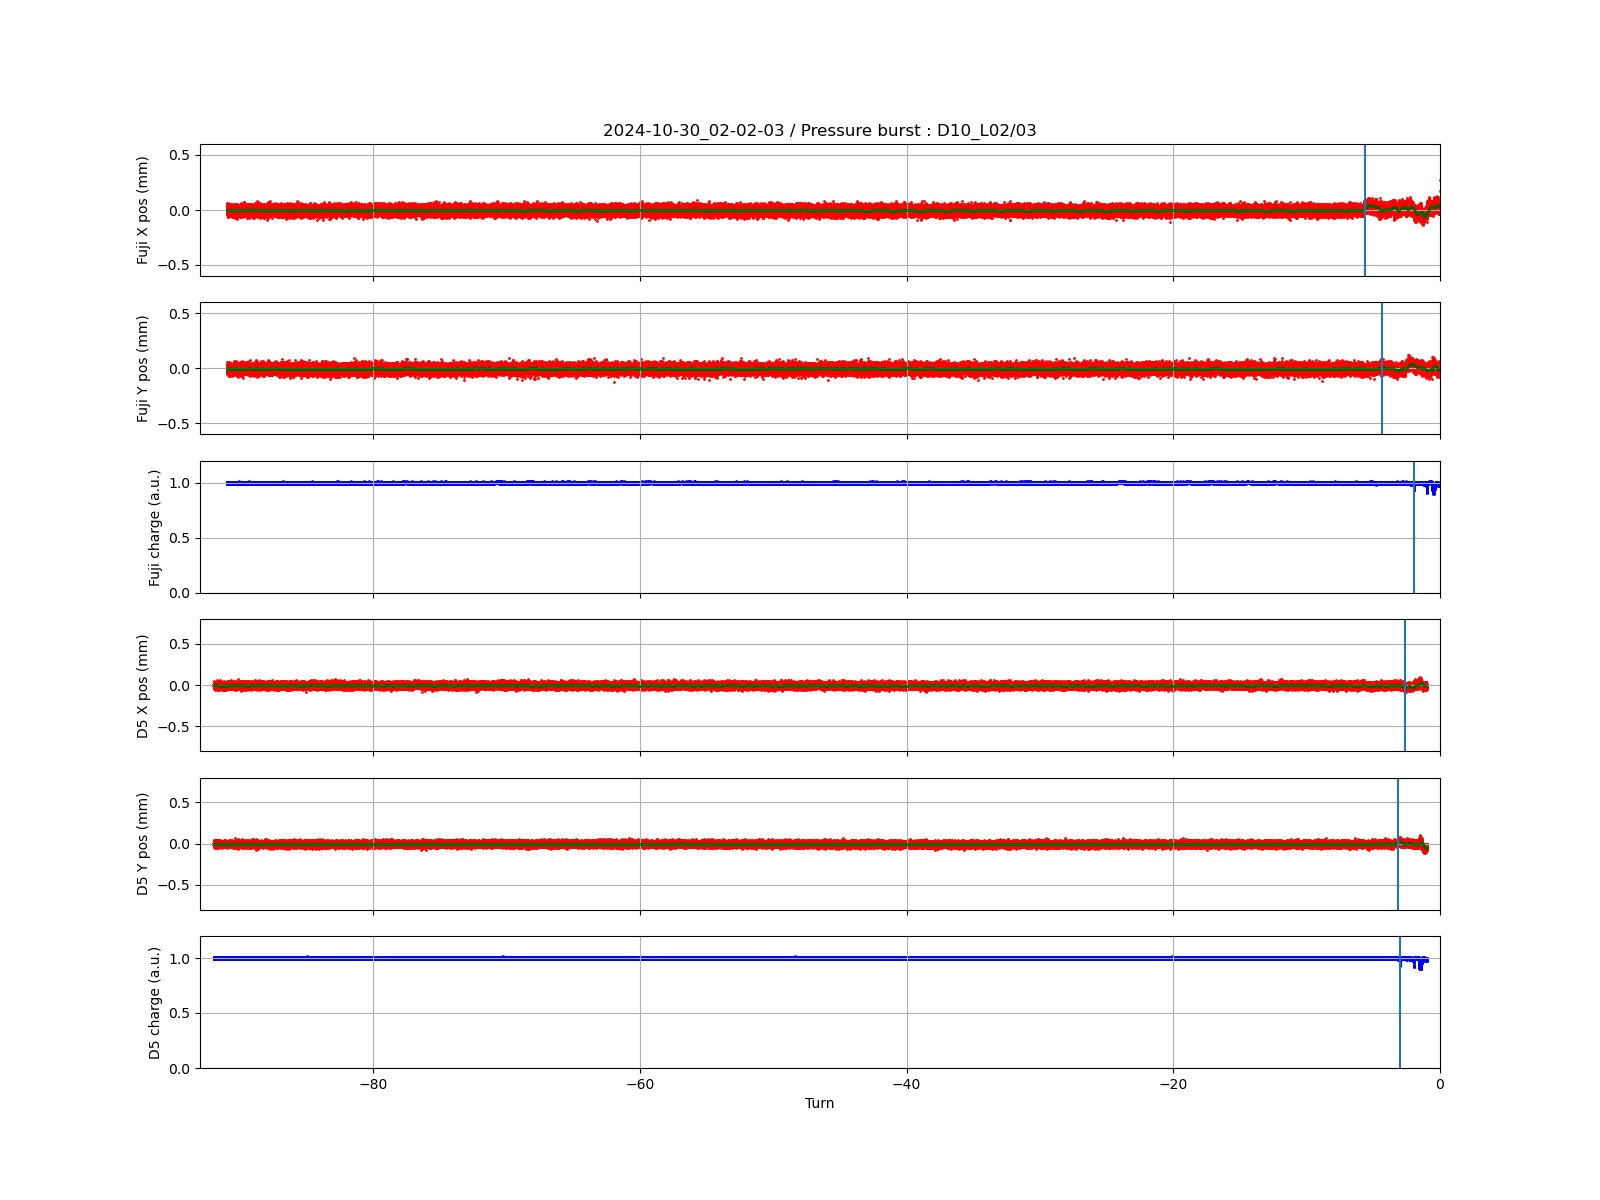 2024-10-30_02-02-03 / Pressure burst : D10_L02/03
0.5
0.0
−0.5
Fuji X pos (mm)
0.5
0.0
−0.5
Fuji Y pos (mm)
1.0
0.5
0.0
Fuji charge (a.u.)
0.5
0.0
−0.5
D5 X pos (mm)
0.5
0.0
−0.5
D5 Y pos (mm)
1.0
0.5
0.0
D5 charge (a.u.)
−80 −60 −40 −20 0
Turn